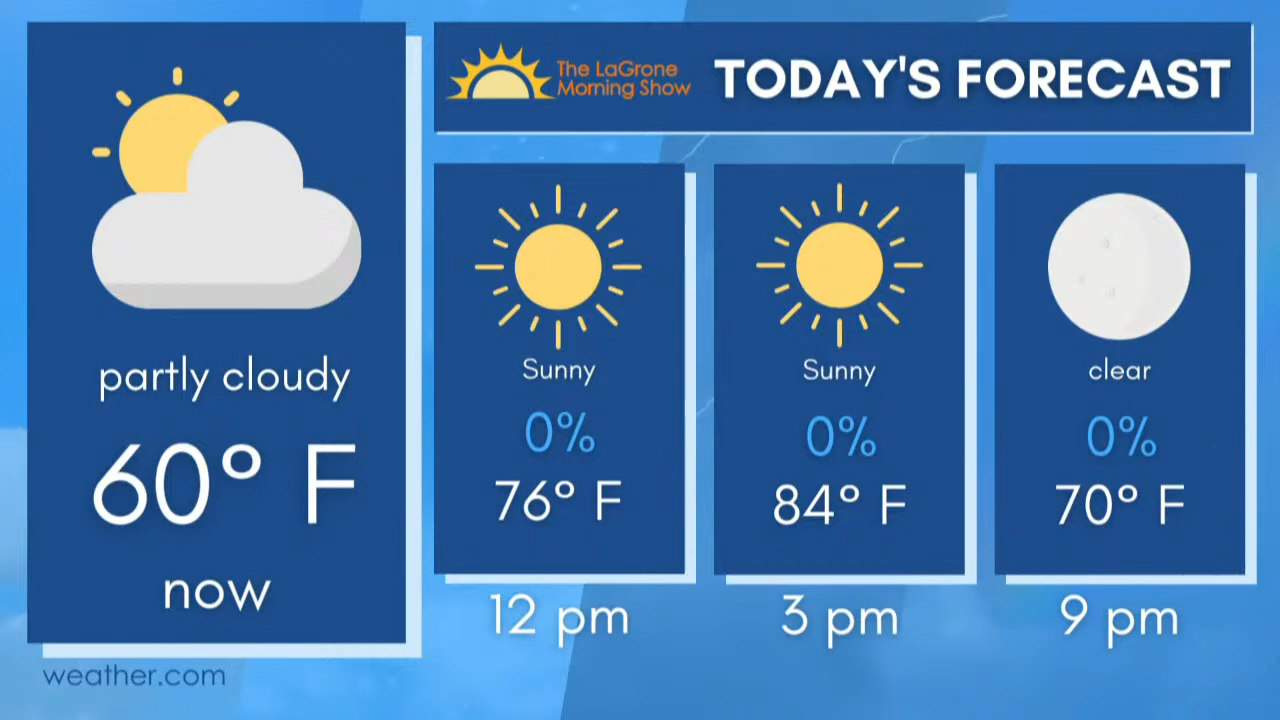 The LaGrone
Morning Show
TODAY'S FORECAST
partly cloudy
60° F
now
Sunny
0%
76° F
12 pm
Sunny
0%
84° F
3 pm
clear
0%
70° F
9 pm
weather.com